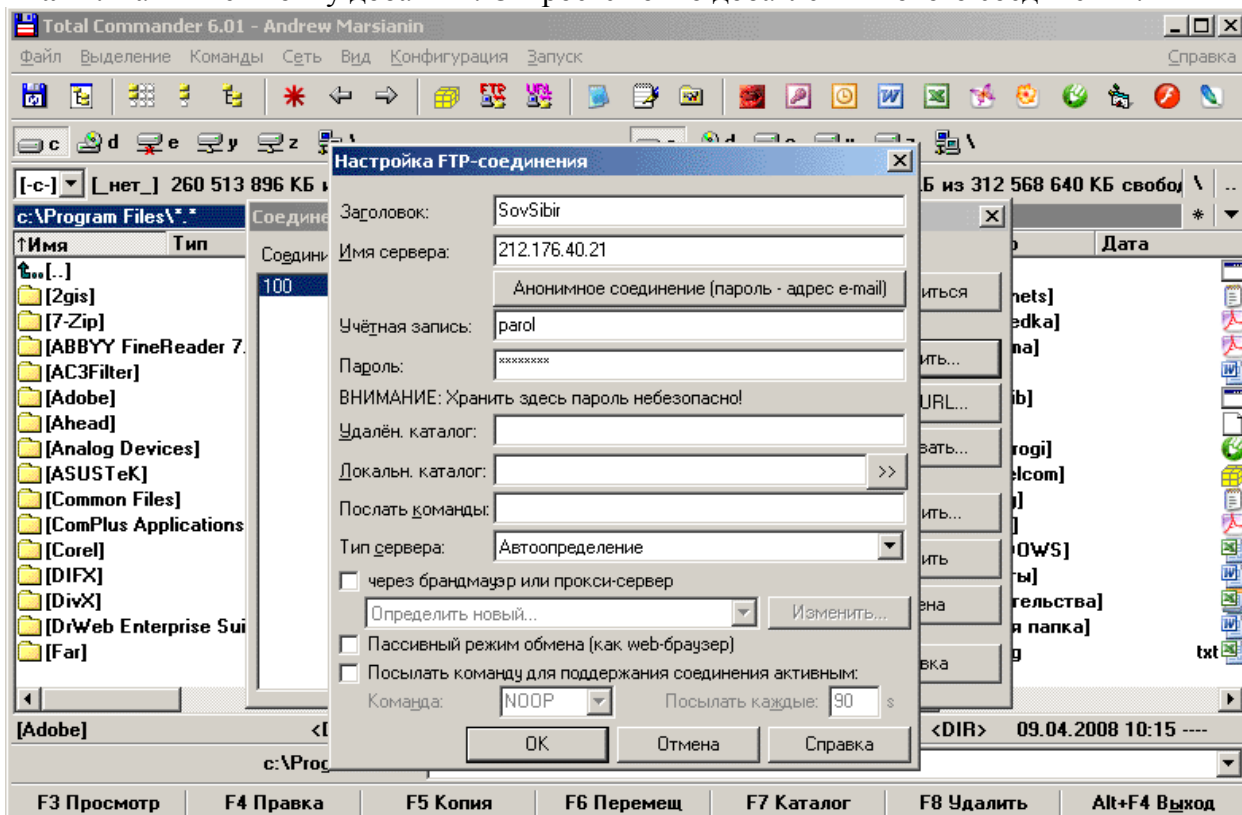 Total Commander 6.01 - Andrew Marsianin
Файл Выделение Команды Сеть Вид Конфигурация Запуск Справка
c d e y z \
[-c-] [_нет_] 260 513 896 КБ
из 312 568 640 КБ свобод \ ..
c:\Program Files\*.* * ▼
↑Имя Тип Дата
[..]
[2gis]
[7-Zip]
[ABBYY FineReader 7.
[AC3Filter]
[Adobe]
[Ahead]
[Analog Devices]
[ASUSTeK]
[Common Files]
[ComPlus Applications
[Corel]
[DIFX]
[DivX]
[DrWeb Enterprise Sui
[Far]
Соедине
Соедини
100
Настройка FTP-соединения
Заголовок: SovSibir
Имя сервера: 212.176.40.21
Анонимное соединение (пароль - адрес e-mail)
Учётная запись: parol
Пароль: xxxxxxxx
ВНИМАНИЕ: Хранить здесь пароль небезопасно!
Удалён. каталог:
Локальн. каталог: >>
Послать команды:
Тип сервера: Автоопределение
через брандмауэр или прокси-сервер
Определить новый... Изменить...
Пассивный режим обмена (как web-браузер)
Посылать команду для поддержания соединения активным:
Команда: NOOP Посылать каждые: 90 s
OK Отмена Справка
иться
ить...
URL...
вать...
ить...
ить
ена
вка
nets]
edka]
na]
ib]
rogi]
elcom]
OWS]
ты]
тельства]
я папка]
txt
[Adobe]
<DIR> 09.04.2008 10:15 ----
c:\Prog
F3 Просмотр F4 Правка F5 Копия F6 Перемещ F7 Каталог F8 Удалить Alt+F4 Выход